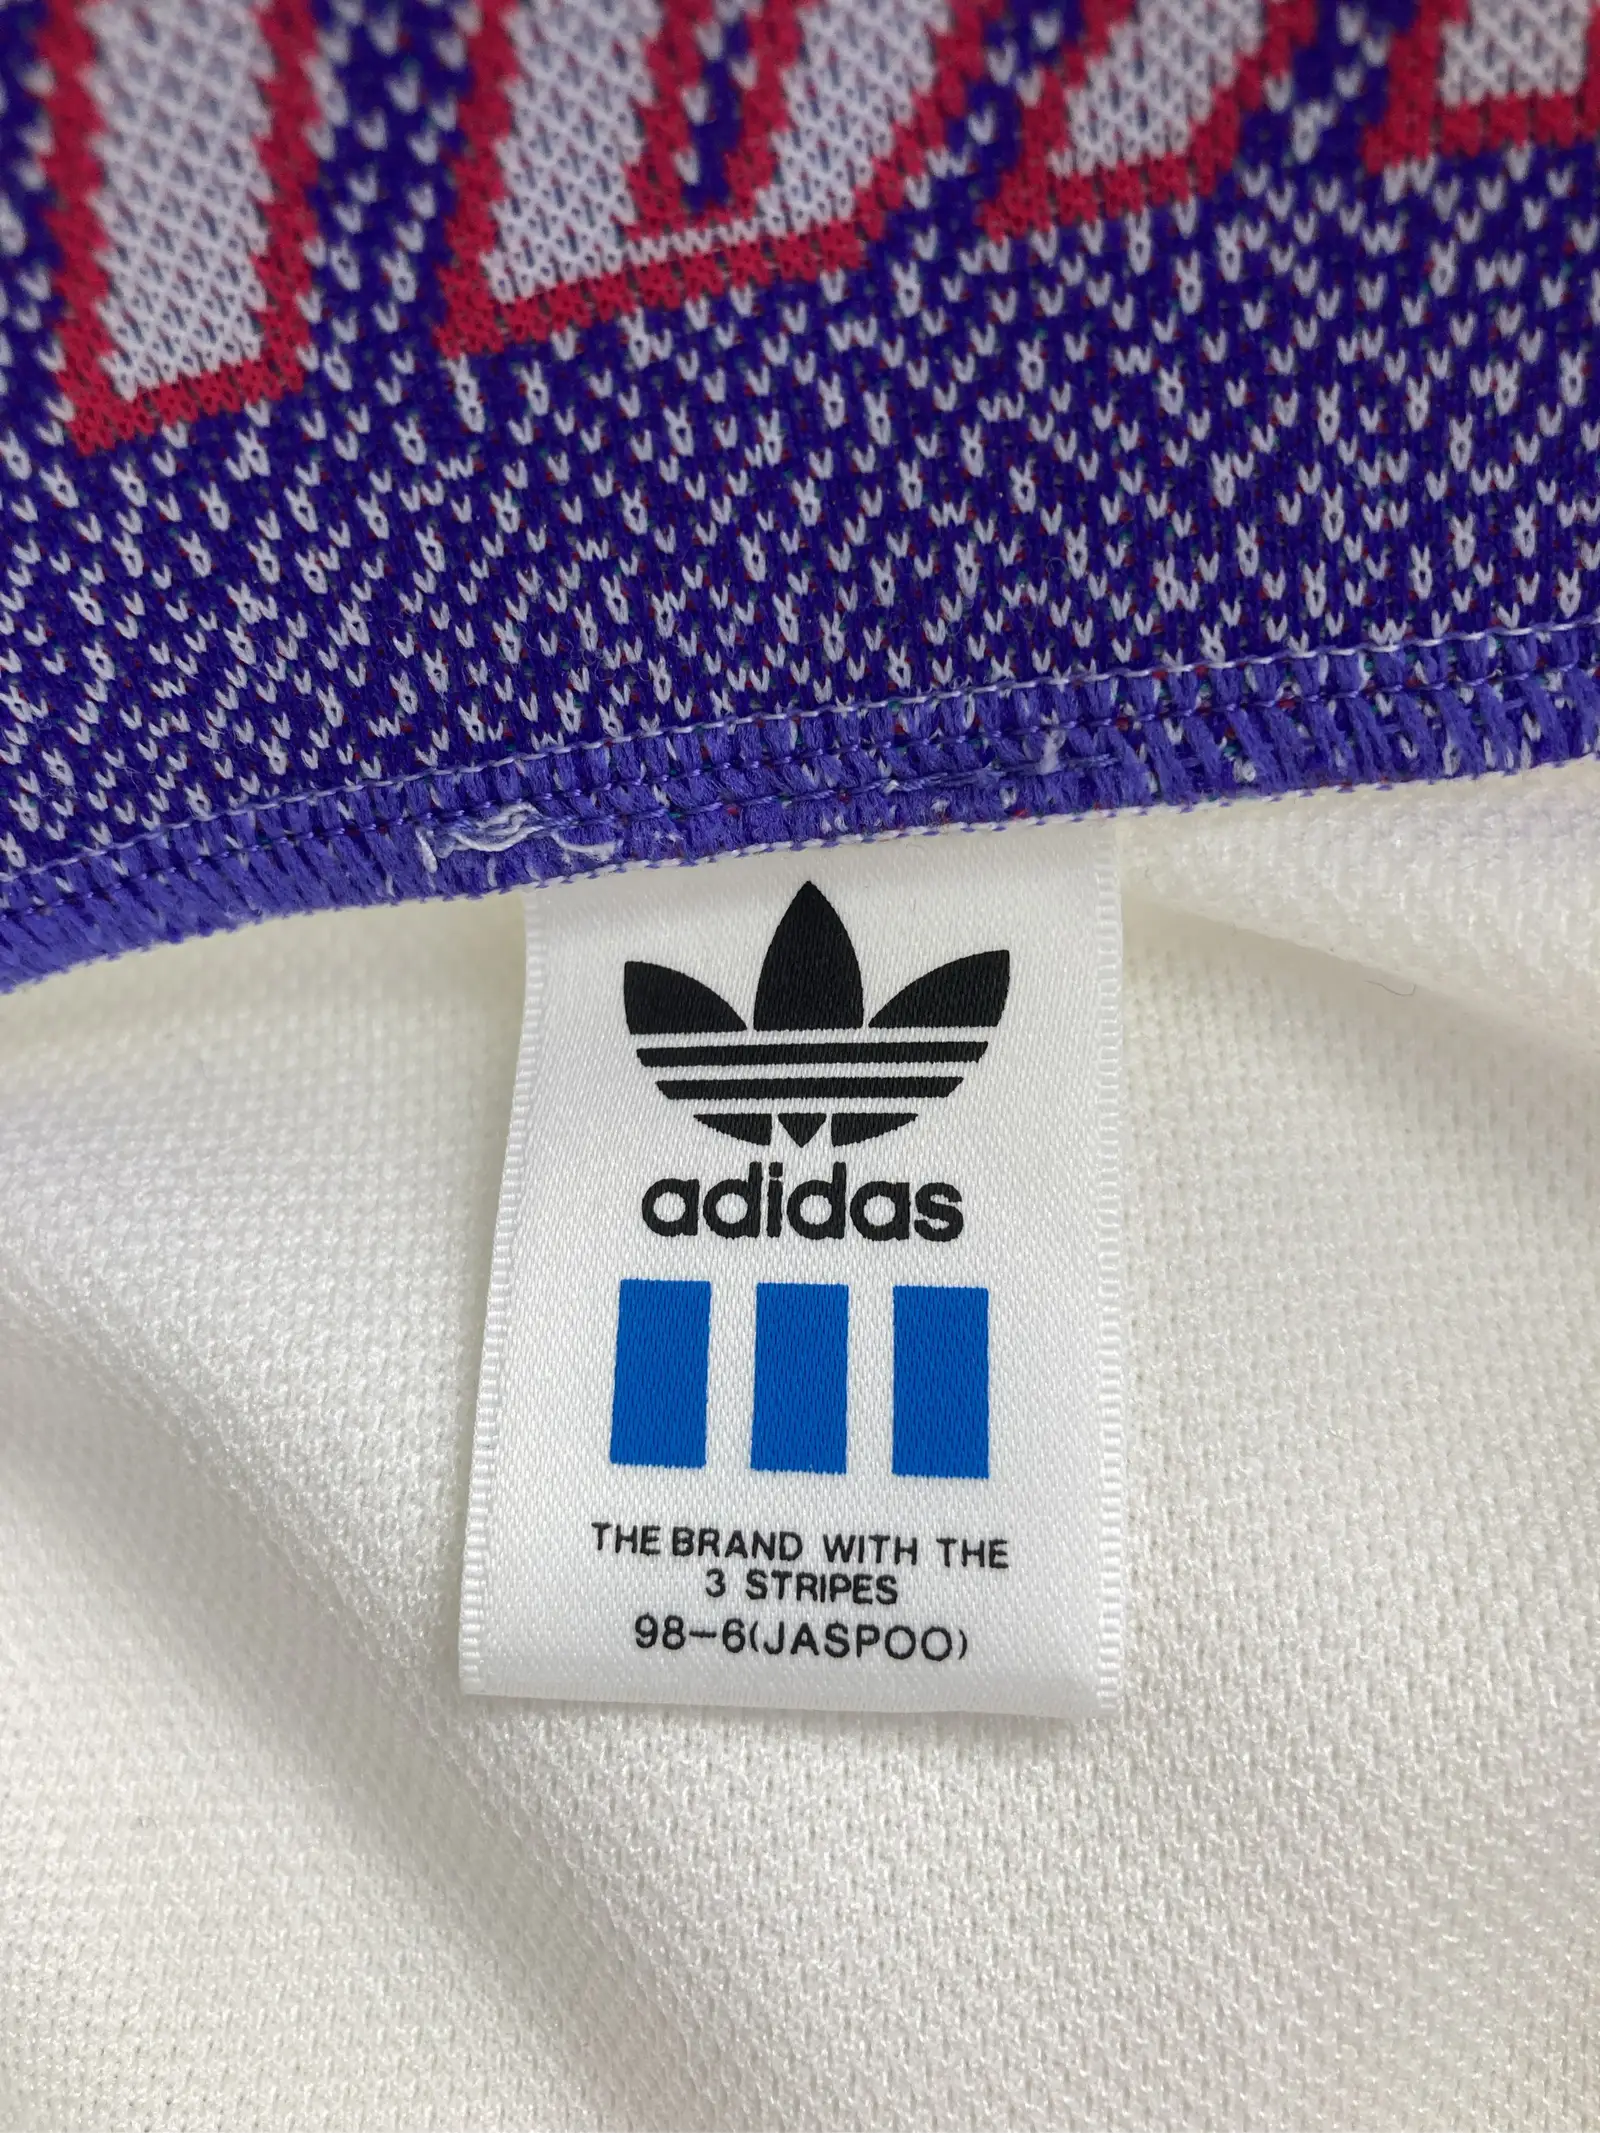 adidas
THE BRAND WITH THE
3 STRIPES
98-6(JASPOO)